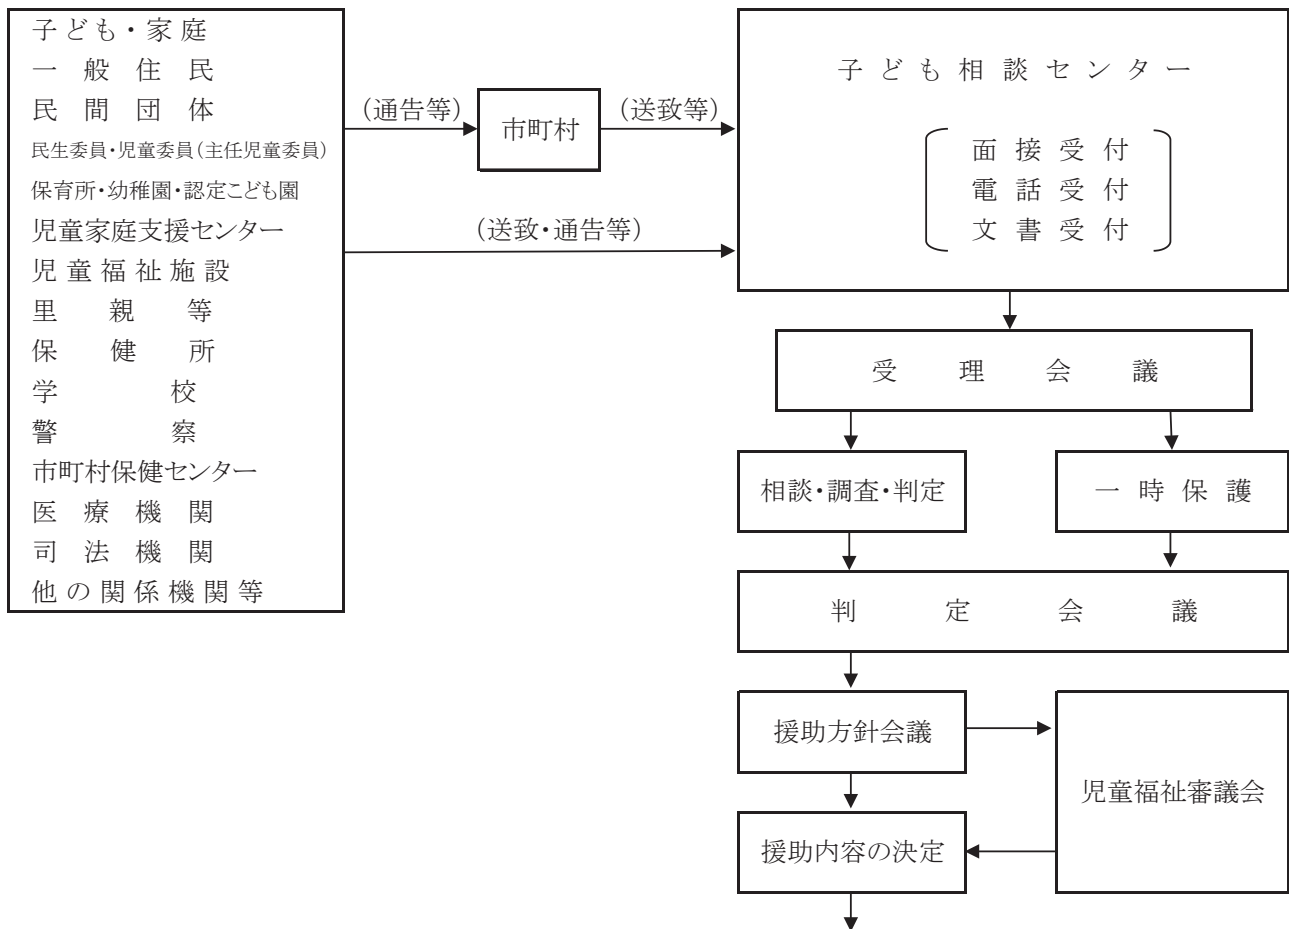 子ども・家庭
一般住民
民間団体
民生委員・児童委員(主任児童委員)
保育所・幼稚園・認定こども園
児童家庭支援センター
児童福祉施設
里親等
保健所
学校
警察
市町村保健センター
医療機関
司法機関
他の関係機関等
(通告等)
市町村
(送致等)
(送致・通告等)
子ども相談センター
面接受付
電話受付
文書受付
受理会議
相談・調査・判定
一時保護
判定会議
援助方針会議
児童福祉審議会
援助内容の決定